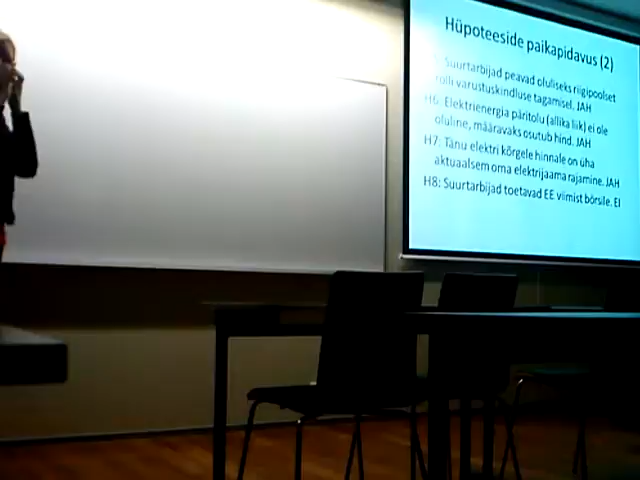 Hüpoteeside paikapidavus (2)
Suurtarbijad peavad oluliseks riigipoolset
rolli varustuskindluse tagamisel. JAH
H6: Elektrienergia päritolu (allika liik) ei ole
oluline, määravaks osutub hind. JAH
H7: Tänu elektri kõrgele hinnale on üha
aktuaalsem oma elektrijaama rajamine. JAH
H8: Suurtarbijad toetavad EE viimist börsile. EI